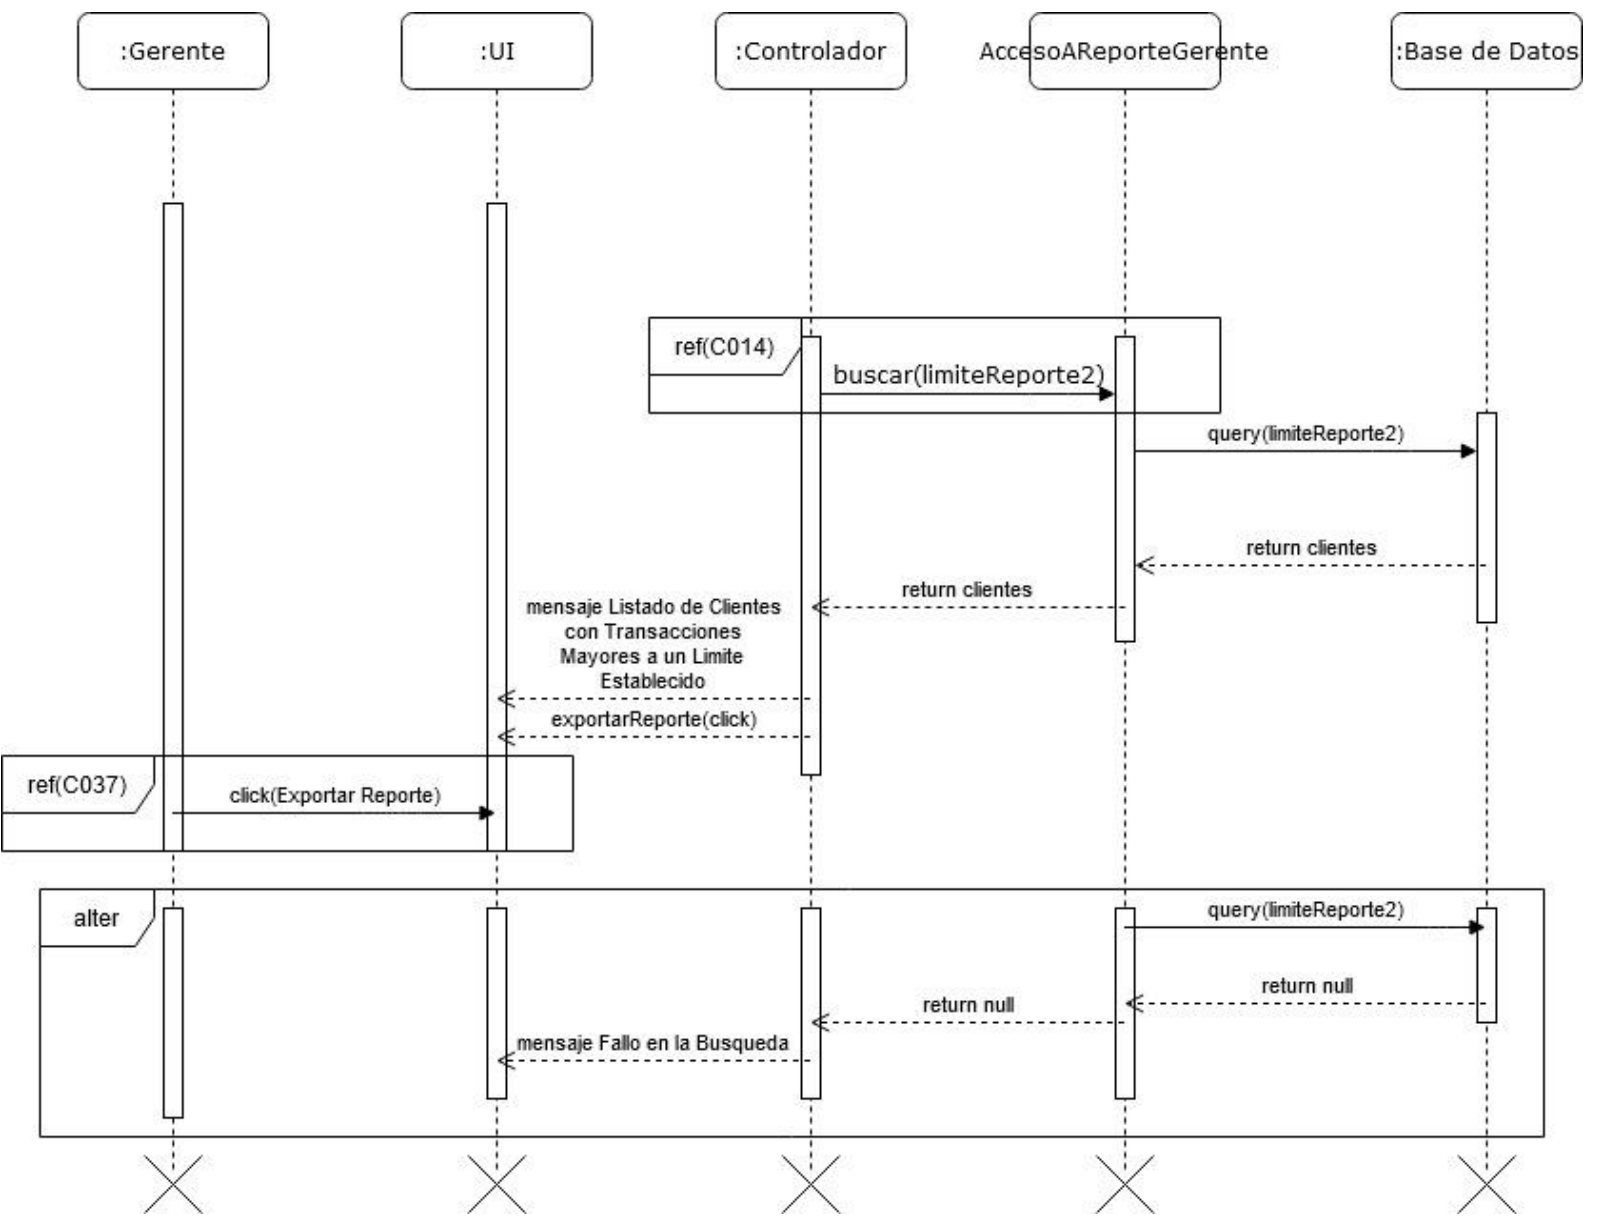 :Gerente
:UI
:Controlador
AccesoAReporteGerente
:Base de Datos
ref(C014)
buscar(limiteReporte2)
query(limiteReporte2)
return clientes
return clientes
mensaje Listado de Clientes
con Transacciones
Mayores a un Limite
Establecido
exportarReporte(click)
ref(C037)
click(Exportar Reporte)
alter
query(limiteReporte2)
return null
return null
mensaje Fallo en la Busqueda